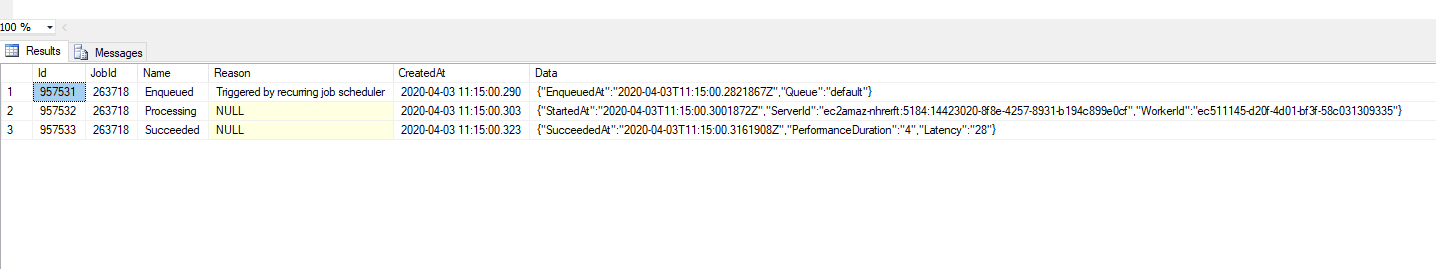 100 %
Results Messages
Id JobId Name Reason CreatedAt Data
1 957531 263718 Enqueued Triggered by recurring job scheduler 2020-04-03 11:15:00.290 {"EnqueuedAt":"2020-04-03T11:15:00.2821867Z","Queue":"default"}
2 957532 263718 Processing NULL 2020-04-03 11:15:00.303 {"StartedAt":"2020-04-03T11:15:00.3001872Z","ServerId":"ec2amaz-nhrerft:5184:14423020-8f8e-4257-8931-b194c899e0cf","WorkerId":"ec511145-d20f-4d01-bf3f-58c031309335"}
3 957533 263718 Succeeded NULL 2020-04-03 11:15:00.323 {"SucceededAt":"2020-04-03T11:15:00.3161908Z","PerformanceDuration":"4","Latency":"28"}